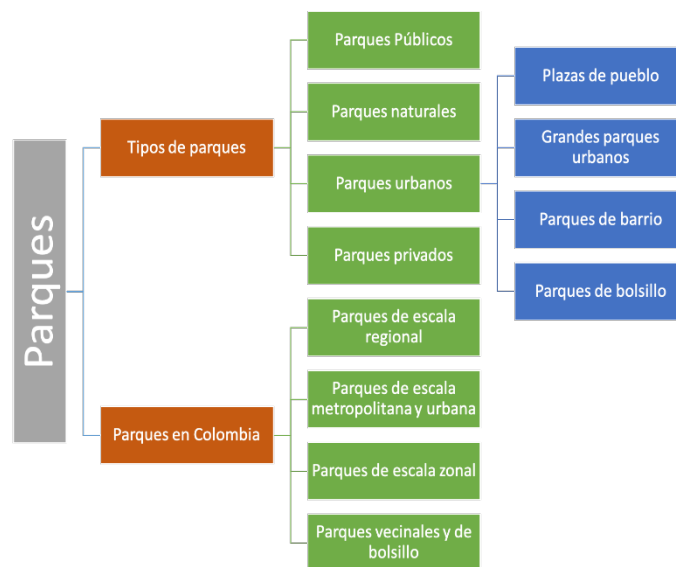 Parques
Tipos de parques
Parques Públicos
Parques naturales
Parques urbanos
Plazas de pueblo
Grandes parques
urbanos
Parques de barrio
Parques de bolsillo
Parques privados
Parques en Colombia
Parques de escala
regional
Parques de escala
metropolitana y urbana
Parques de escala zonal
Parques vecinales y de
bolsillo